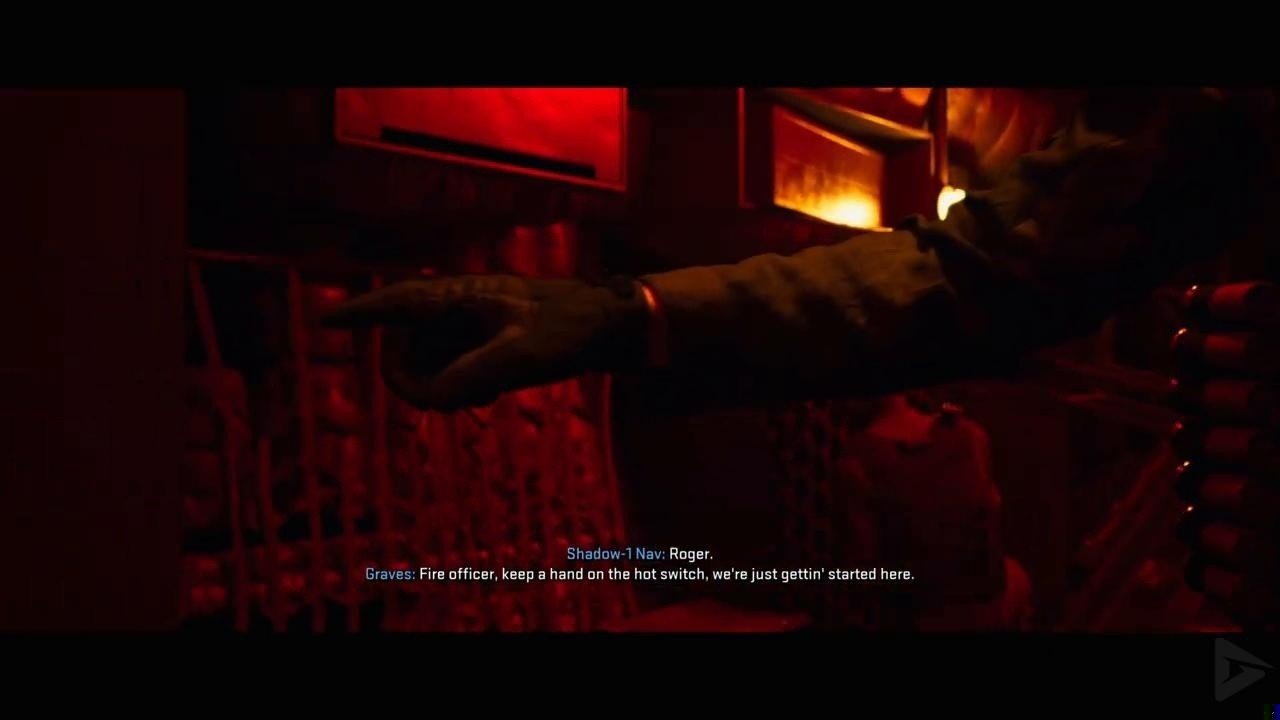 Shadow-1 Nav: Roger.
Graves: Fire officer, keep a hand on the hot switch, we're just gettin' started here.